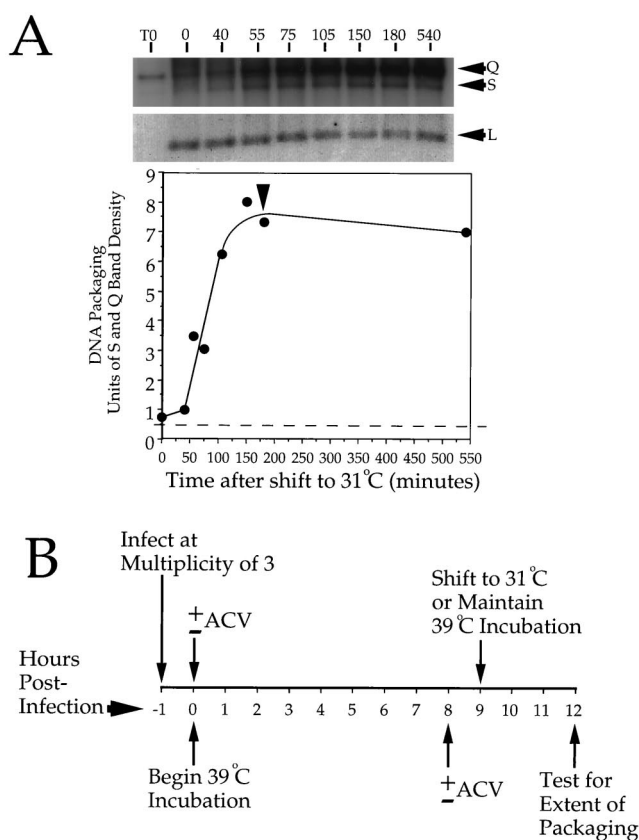 A
T0 0 40 55 75 105 150 180 540
Q
S
L
DNA Packaging
Units of S and Q Band Density
9
8
7
6
5
4
3
2
1
0
0 50 100 150 200 250 300 350 400 450 500 550
Time after shift to 31°C (minutes)
B
Infect at
Multiplicity of 3
± ACV
Shift to 31°C
or Maintain
39°C Incubation
Hours
Post-
Infection
-1 0 1 2 3 4 5 6 7 8 9 10 11 12
Begin 39°C
Incubation
± ACV
Test for
Extent of
Packaging